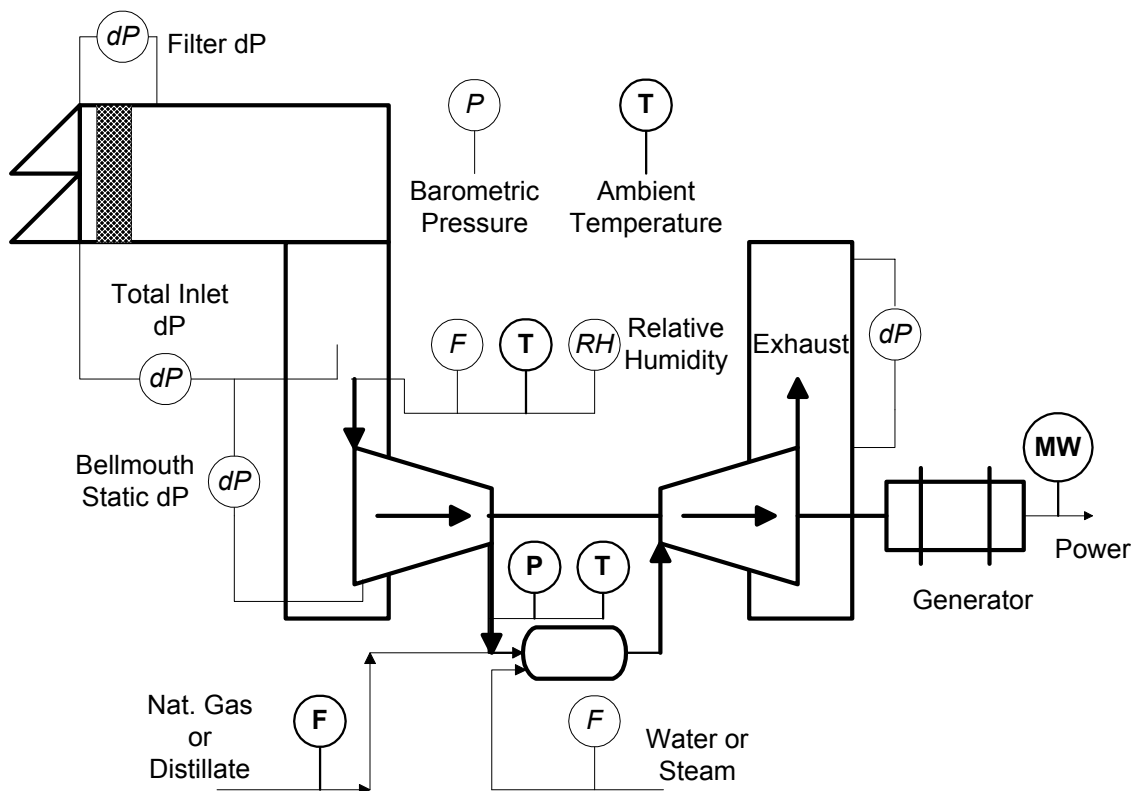 dP
Filter dP
P
T
Barometric
Pressure
Ambient
Temperature
Total Inlet
dP
dP
F
T
RH
Relative
Humidity
Exhaust
dP
Bellmouth
Static dP
dP
MW
Power
Generator
P
T
Nat. Gas
or
Distillate
F
F
Water or
Steam